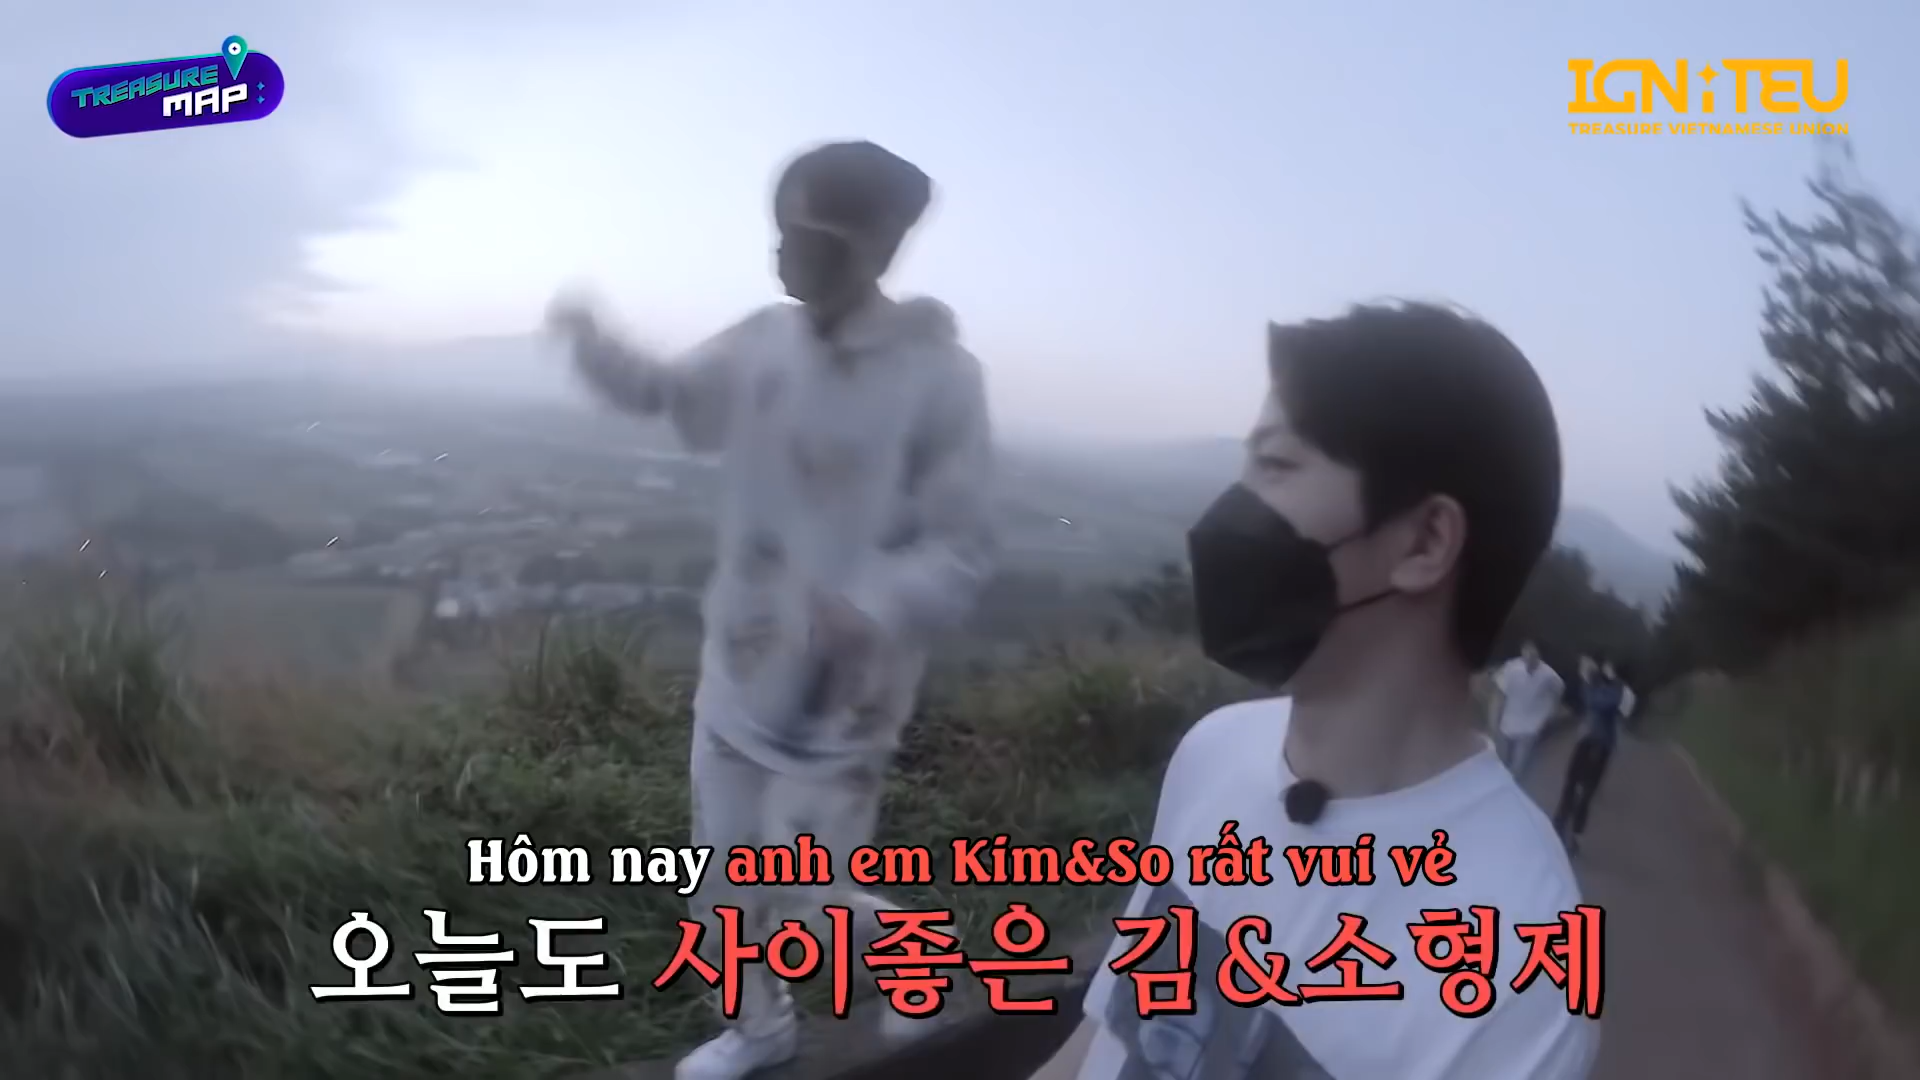 TREASURE
MAP
IGNITEU
TREASURE VIETNAMESE UNION
Hôm nay anh em Kim&So rất vui vẻ
오늘도 사이좋은 김&소형제